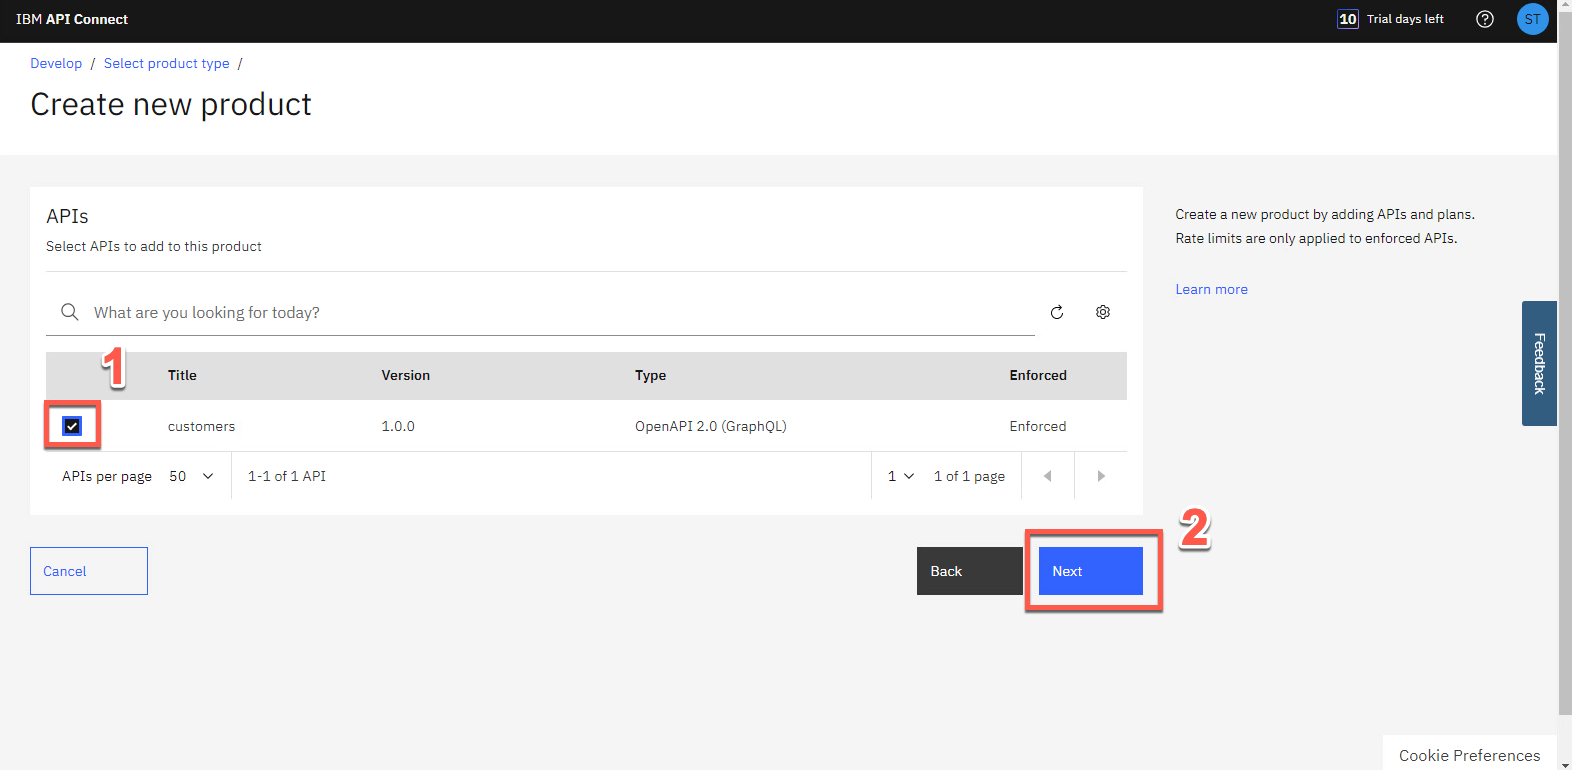 IBM API Connect
10 Trial days left
ST
Develop / Select product type /
Create new product
APIs
Select APIs to add to this product
What are you looking for today?
1
Title Version Type Enforced
customers 1.0.0 OpenAPI 2.0 (GraphQL) Enforced
APIs per page 50 1-1 of 1 API 1 1 of 1 page
Cancel
Back
Next
2
Create a new product by adding APIs and plans.
Rate limits are only applied to enforced APIs.
Learn more
Feedback
Cookie Preferences